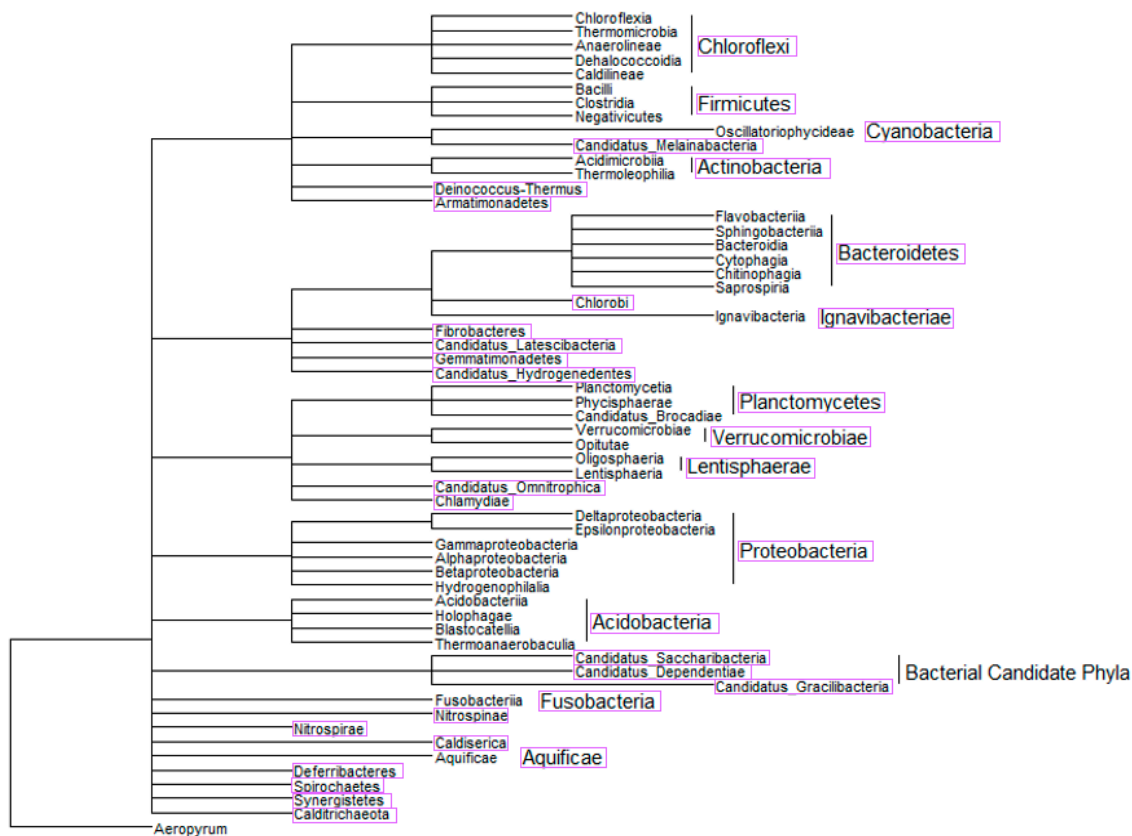 Chloroflexia
Thermomicrobia
Anaerolineae
Chloroflexi
Dehalococcoidia
Caldilineae
Bacilli
Clostridia
Firmicutes
Negativicutes
Oscillatoriophycideae
Cyanobacteria
Candidatus_Melainabacteria
Acidimicrobiia
Actinobacteria
Thermoleophilia
Deinococcus-Thermus
Armatimonadetes
Flavobacteriia
Sphingobacteriia
Bacteroidia
Bacteroidetes
Cytophagia
Chitinophagia
Saprospiria
Chlorobi
Ignavibacteria
Ignavibacteriae
Fibrobacteres
Candidatus_Latescibacteria
Gemmatimonadetes
Candidatus_Hydrogenedentes
Planctomycetia
Phycisphaerae
Planctomycetes
Candidatus_Brocadiae
Verrucomicrobiae
Verrucomicrobiae
Opitutae
Oligosphaeria
Lentisphaerae
Lentisphaeria
Candidatus_Omnitrophica
Chlamydiae
Deltaproteobacteria
Epsilonproteobacteria
Gammaproteobacteria
Proteobacteria
Alphaproteobacteria
Betaproteobacteria
Hydrogenophilalia
Acidobacteriia
Holophagae
Acidobacteria
Blastocatellia
Thermoanaerobaculia
Candidatus_Saccharibacteria
Candidatus_Dependentiae
Bacterial Candidate Phyla
Candidatus_Gracilibacteria
Fusobacteriia
Fusobacteria
Nitrospinae
Nitrospirae
Caldiserica
Aquificae
Aquificae
Deferribacteres
Spirochaetes
Synergistetes
Calditrichaeota
Aeropyrum